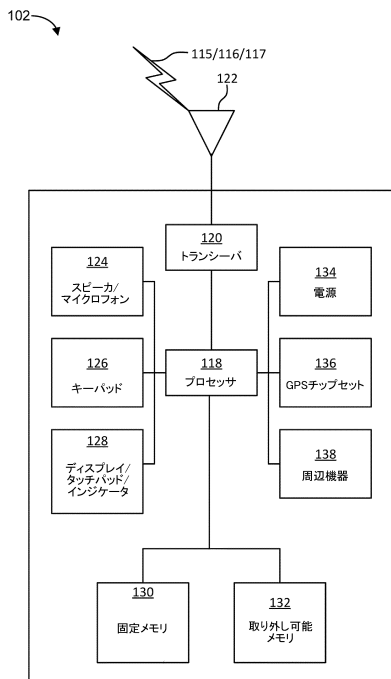 102
115/116/117
122
120
トランシーバ
124
スピーカ/
マイクロフォン
134
電源
126
キーパッド
118
プロセッサ
136
GPSチップセット
128
ディスプレイ/
タッチパッド/
インジケータ
138
周辺機器
130
固定メモリ
132
取り外し可能
メモリ